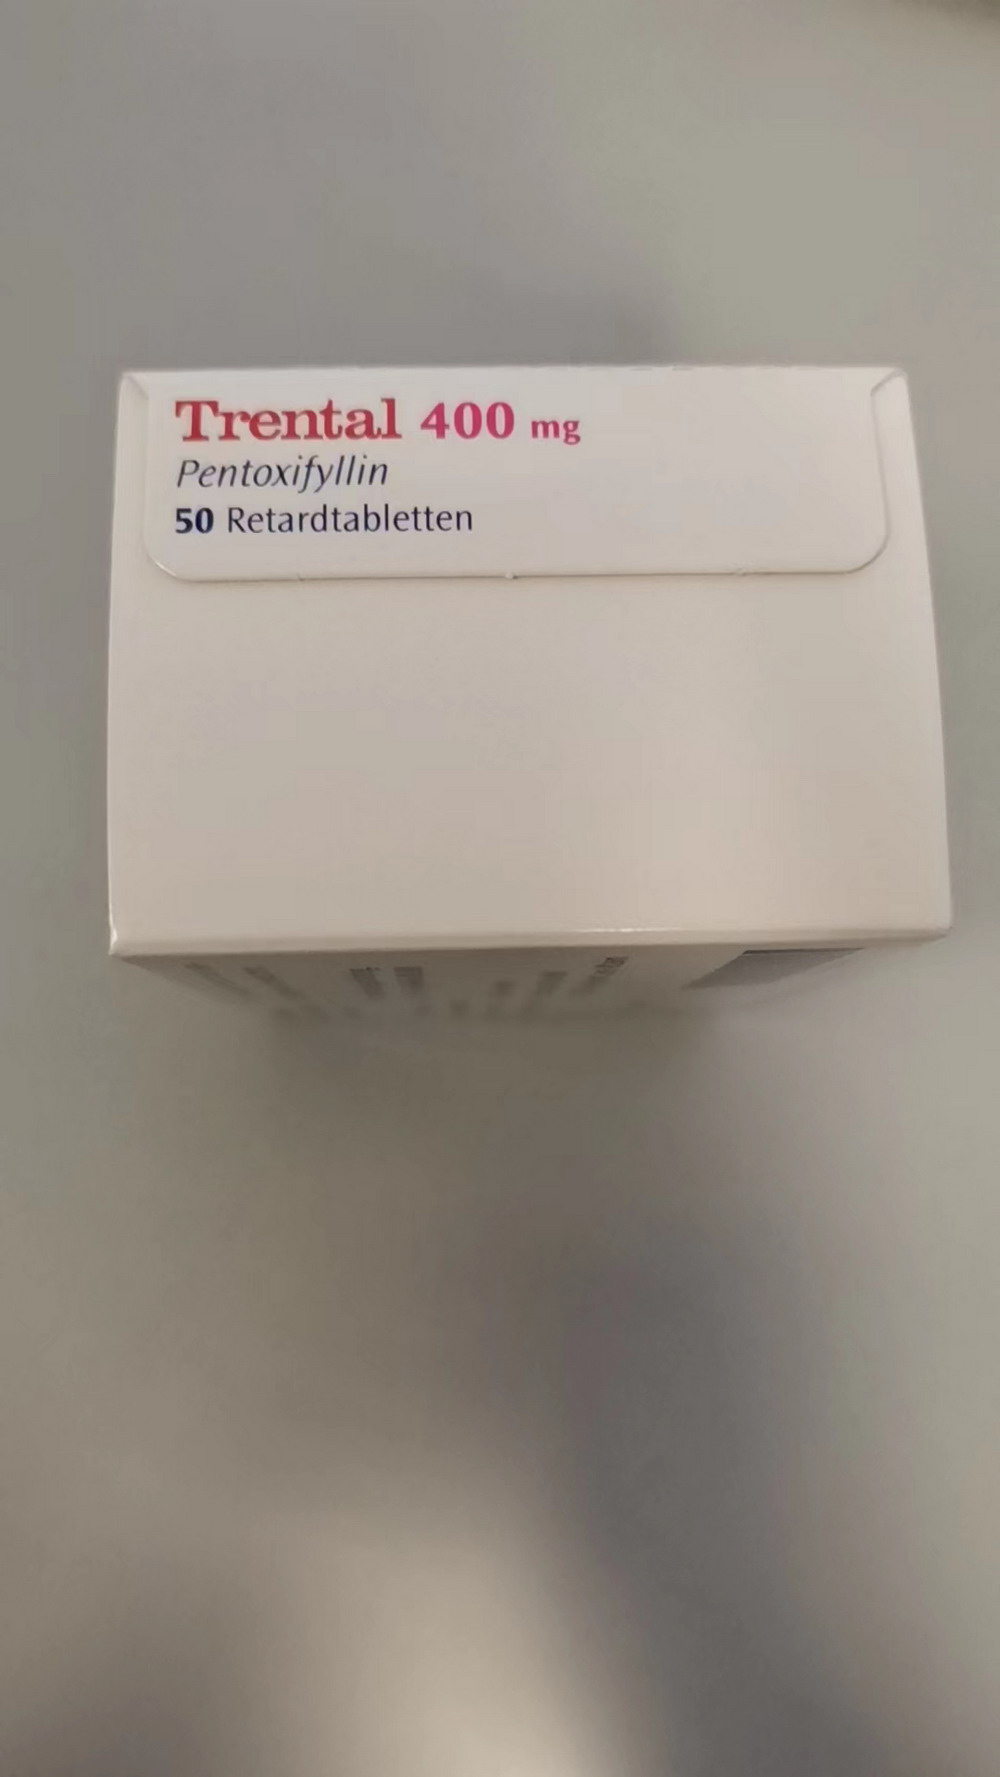 Trental 400 mg
Pentoxifyllin
50 Retardtabletten